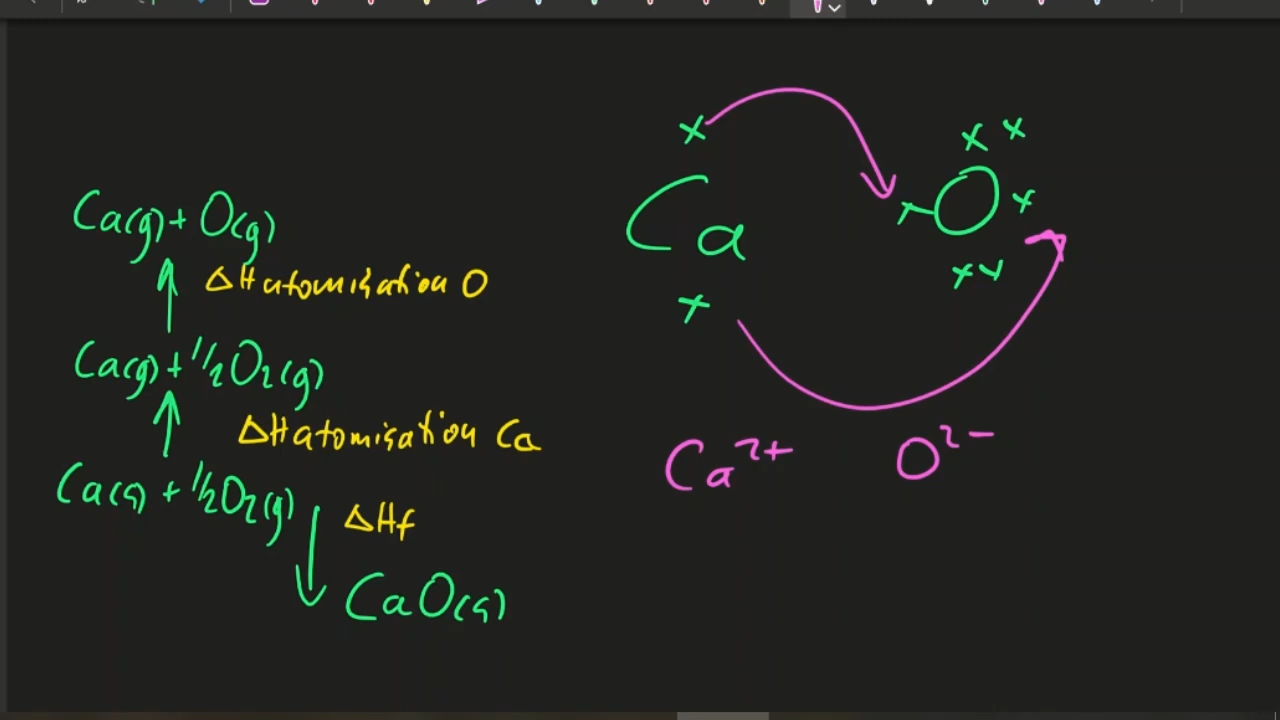 Ca(g) + O(g)
ΔHatomisation O
Ca(g) + 1/2O2(g)
ΔHatomisation Ca
Ca(s) + 1/2O2(g)
ΔHf
CaO(s)
x x x
Ca O x
x x x
Ca2+ O2-